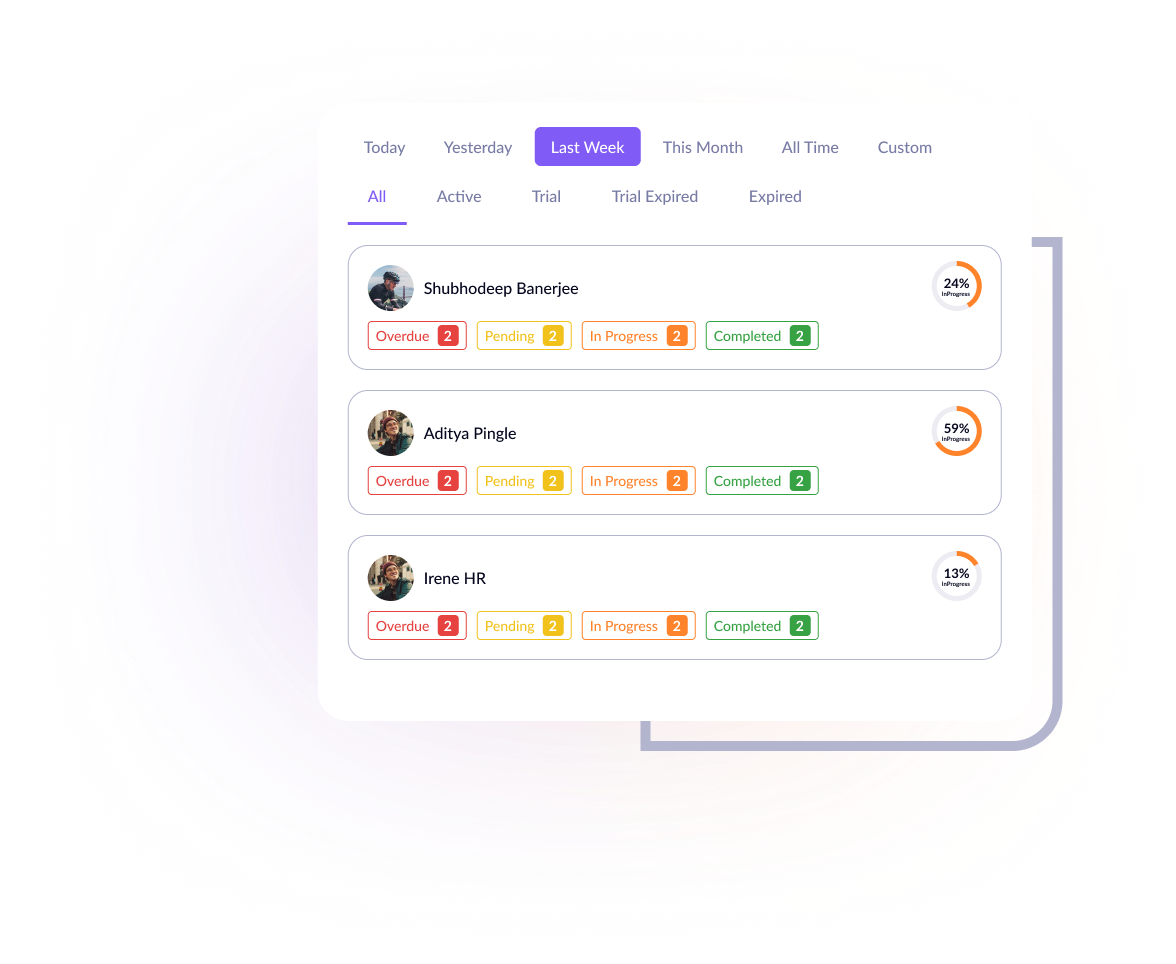 Today Yesterday Last Week This Month All Time Custom
All Active Trial Trial Expired Expired
Shubhodeep Banerjee
24%
InProgress
Overdue 2 Pending 2 In Progress 2 Completed 2
Aditya Pingle
59%
InProgress
Overdue 2 Pending 2 In Progress 2 Completed 2
Irene HR
13%
InProgress
Overdue 2 Pending 2 In Progress 2 Completed 2